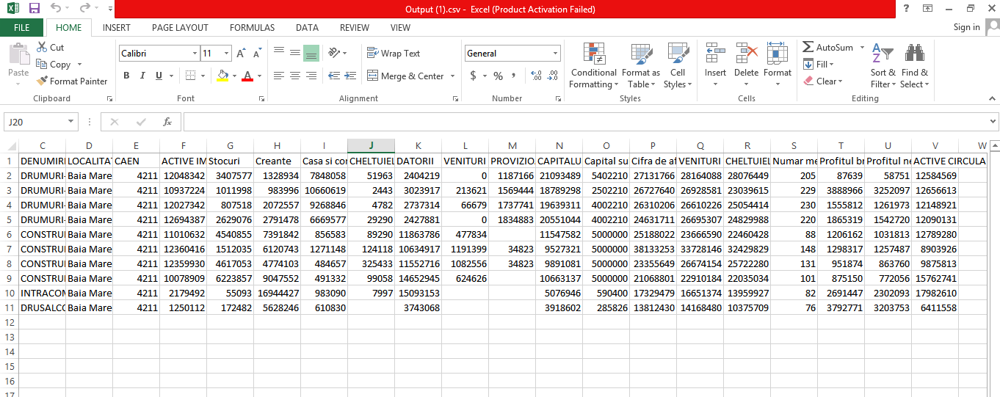 Output (1).csv - Excel (Product Activation Failed)
FILE HOME INSERT PAGE LAYOUT FORMULAS DATA REVIEW VIEW Sign in
Paste Cut Copy Format Painter Clipboard
Calibri 11 B I U A A A Font
Wrap Text Merge & Center Alignment
General $ % , Number
Conditional Formatting Format as Table Cell Styles Styles
Insert Delete Format Cells
AutoSum Fill Clear Sort & Filter Find & Select Editing
J20 fx
C D E F G H I J K L M N O P Q R S T U V W
1 DENUMIRE LOCALITAT CAEN ACTIVE IM Stocuri Creante Casa si con CHELTUIEL DATORII VENITURI PROVIZIO CAPITALU Capital su Cifra de af VENITURI CHELTUIEL Numar me Profitul br Profitul ne ACTIVE CIRCULA
2 DRUMURI- Baia Mare 4211 12048342 3407577 1328934 7848058 51963 2404219 0 1187166 21093489 5402210 27131766 28164088 28076449 205 87639 58751 12584569
3 DRUMURI- Baia Mare 4211 10937224 1011998 983996 10660619 2443 3023917 213621 1569444 18789298 2502210 26727640 26928581 23039615 229 3888966 3252097 12656613
4 DRUMURI- Baia Mare 4211 12027342 807518 2072557 9268846 4782 2737314 66679 1737741 19639311 4002210 26310206 26610226 25054414 230 1555812 1261973 12148921
5 DRUMURI- Baia Mare 4211 12694387 2629076 2791478 6669577 29290 2427881 0 1834883 20551044 4002210 24631711 26695307 24829988 220 1865319 1542720 12090131
6 CONSTRUI Baia Mare 4211 11010632 4540855 7391842 856583 89290 11863786 477834 11547582 5000000 25188022 23666590 22460428 88 1206162 1031813 12789280
7 CONSTRUI Baia Mare 4211 12360416 1512035 6120743 1271148 124118 10634917 1191399 34823 9527321 5000000 38133253 33728146 32429829 148 1298317 1257487 8903926
8 CONSTRUI Baia Mare 4211 12359930 4617053 4774103 484657 325433 11552716 1082556 34823 9891081 5000000 23355649 26674154 25722280 131 951874 863760 9875813
9 CONSTRUI Baia Mare 4211 10078909 6223857 9047552 491332 99058 14652945 624626 10663137 5000000 21068801 22910184 22035034 101 875150 772056 15762741
10 INTRACOM Baia Mare 4211 2179492 55093 16944427 983090 7997 15093153 5076946 590400 17329479 16651374 13959927 82 2691447 2302093 17982610
11 DRUSALCO Baia Mare 4211 1250112 172482 5628246 610830 3743068 3918602 285826 13812430 14168480 10375709 76 3792771 3203753 6411558
12
13
14
15
16
17